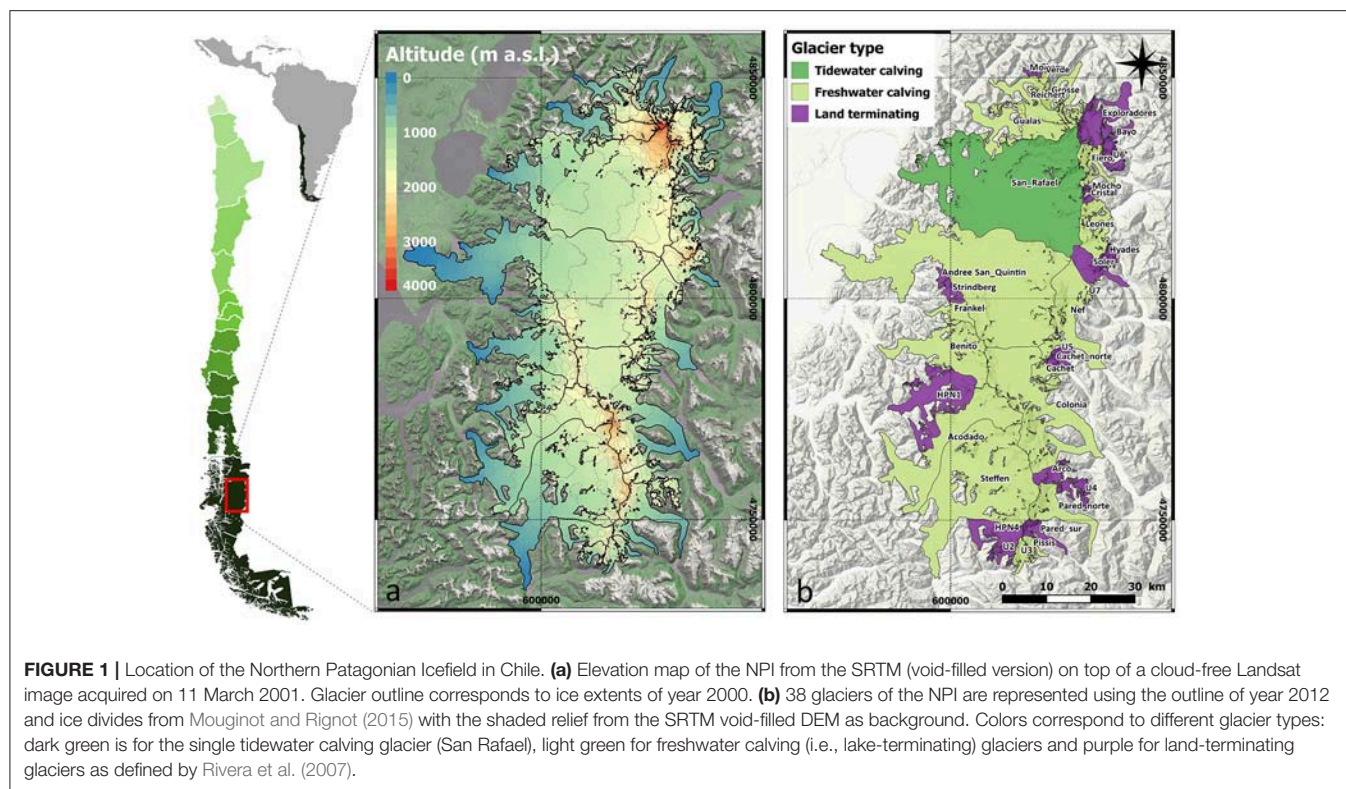 Altitude (m a.s.l.)
0
1000
2000
3000
4000
4850000
4800000
4750000
600000
a
Glacier type
Tidewater calving
Freshwater calving
Land terminating
4850000
Grosse
Reichert
Gualas
Exploradores
Bayo
U6
Fiero
San_Rafael
Mocho
Cristal
Leones
Hyades
Soler
Andree San_Quintin
Strindberg
U7
4800000
Frankel
Nef
Benito
U5
Cachet_norte
Cachet
HPN1
Colonia
Acodado
Arco
Steffen
U4
Pared_norte
4750000
HPN4
Pared_sur
U2
Pissis
U3
0 10 20 30 km
600000
b
FIGURE 1 | Location of the Northern Patagonian Icefield in Chile. (a) Elevation map of the NPI from the SRTM (void-filled version) on top of a cloud-free Landsat
image acquired on 11 March 2001. Glacier outline corresponds to ice extents of year 2000. (b) 38 glaciers of the NPI are represented using the outline of year 2012
and ice divides from Mouginot and Rignot (2015) with the shaded relief from the SRTM void-filled DEM as background. Colors correspond to different glacier types:
dark green is for the single tidewater calving glacier (San Rafael), light green for freshwater calving (i.e., lake-terminating) glaciers and purple for land-terminating
glaciers as defined by Rivera et al. (2007).